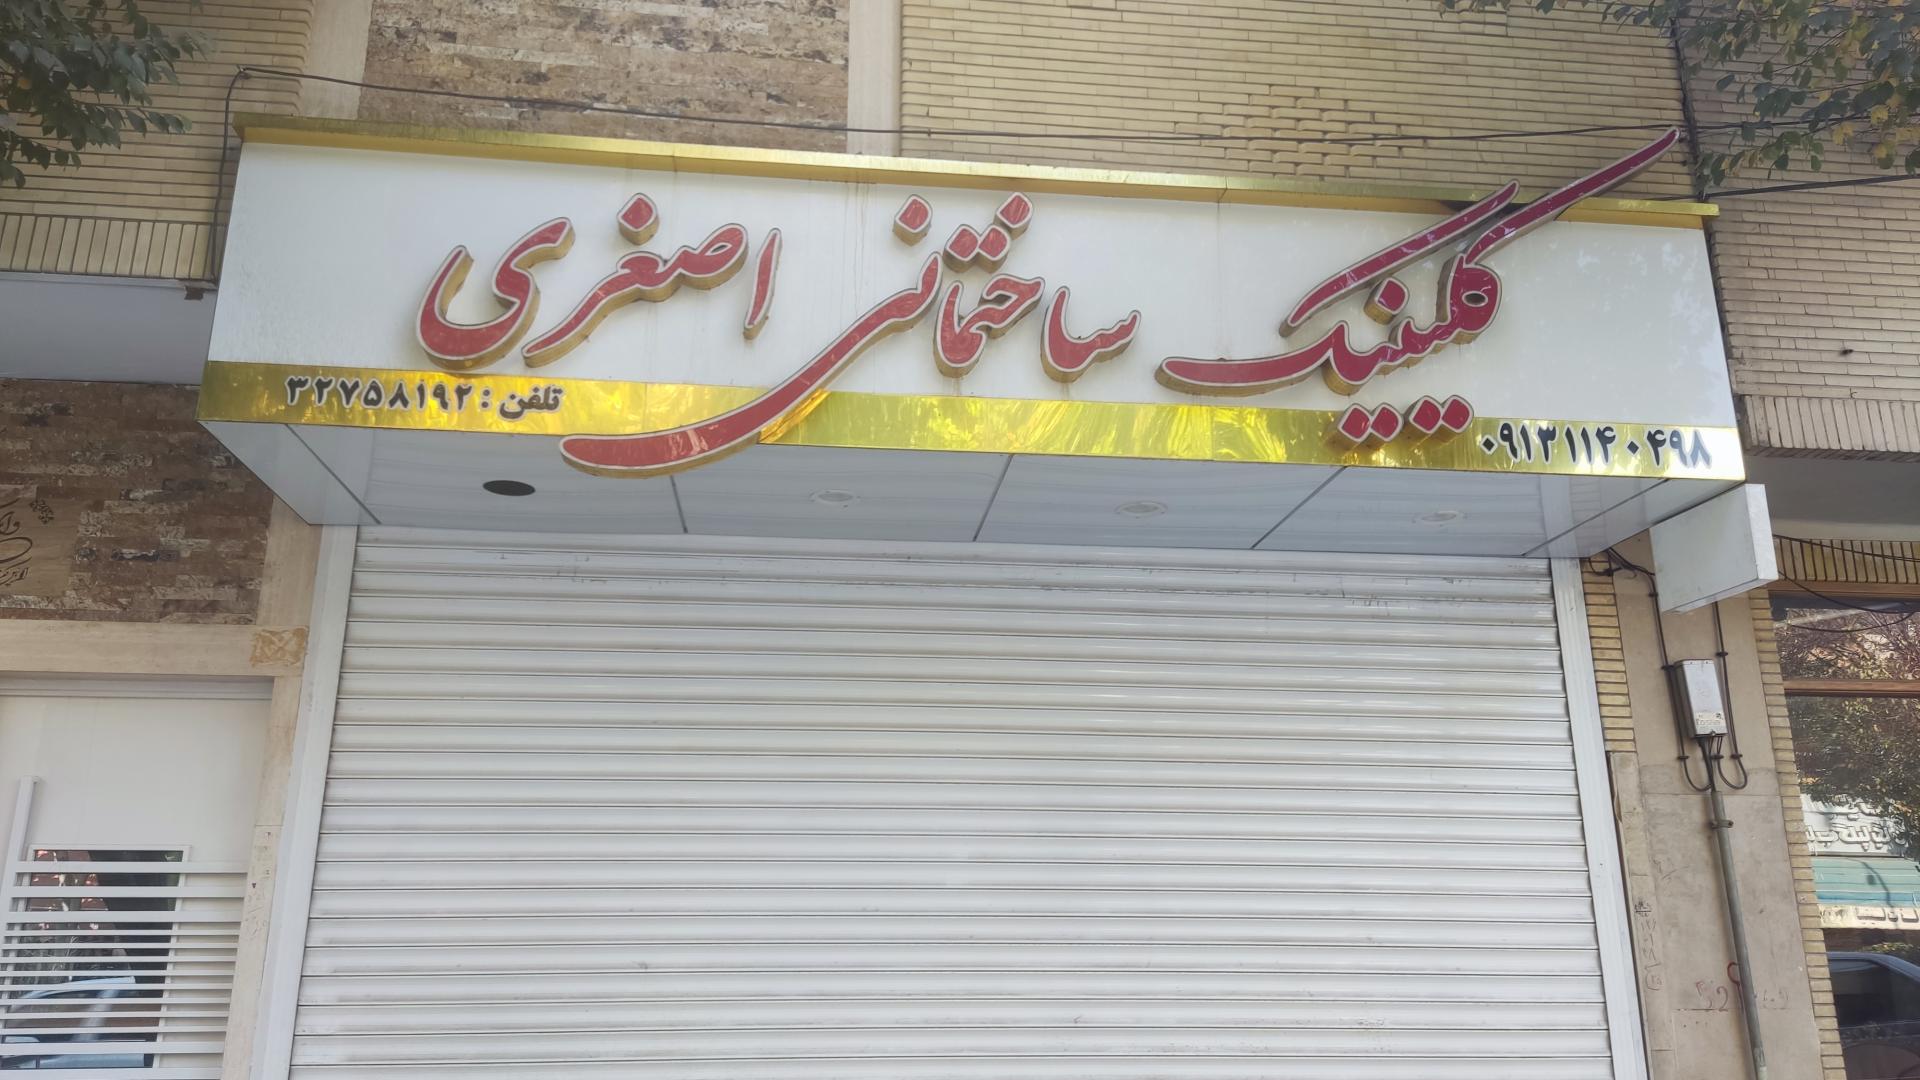 کلینیک ساختمانی اصغری
۰۹۱۳۱۱۴۰۴۹۸
تلفن : ۳۲۷۵۸۱۹۲